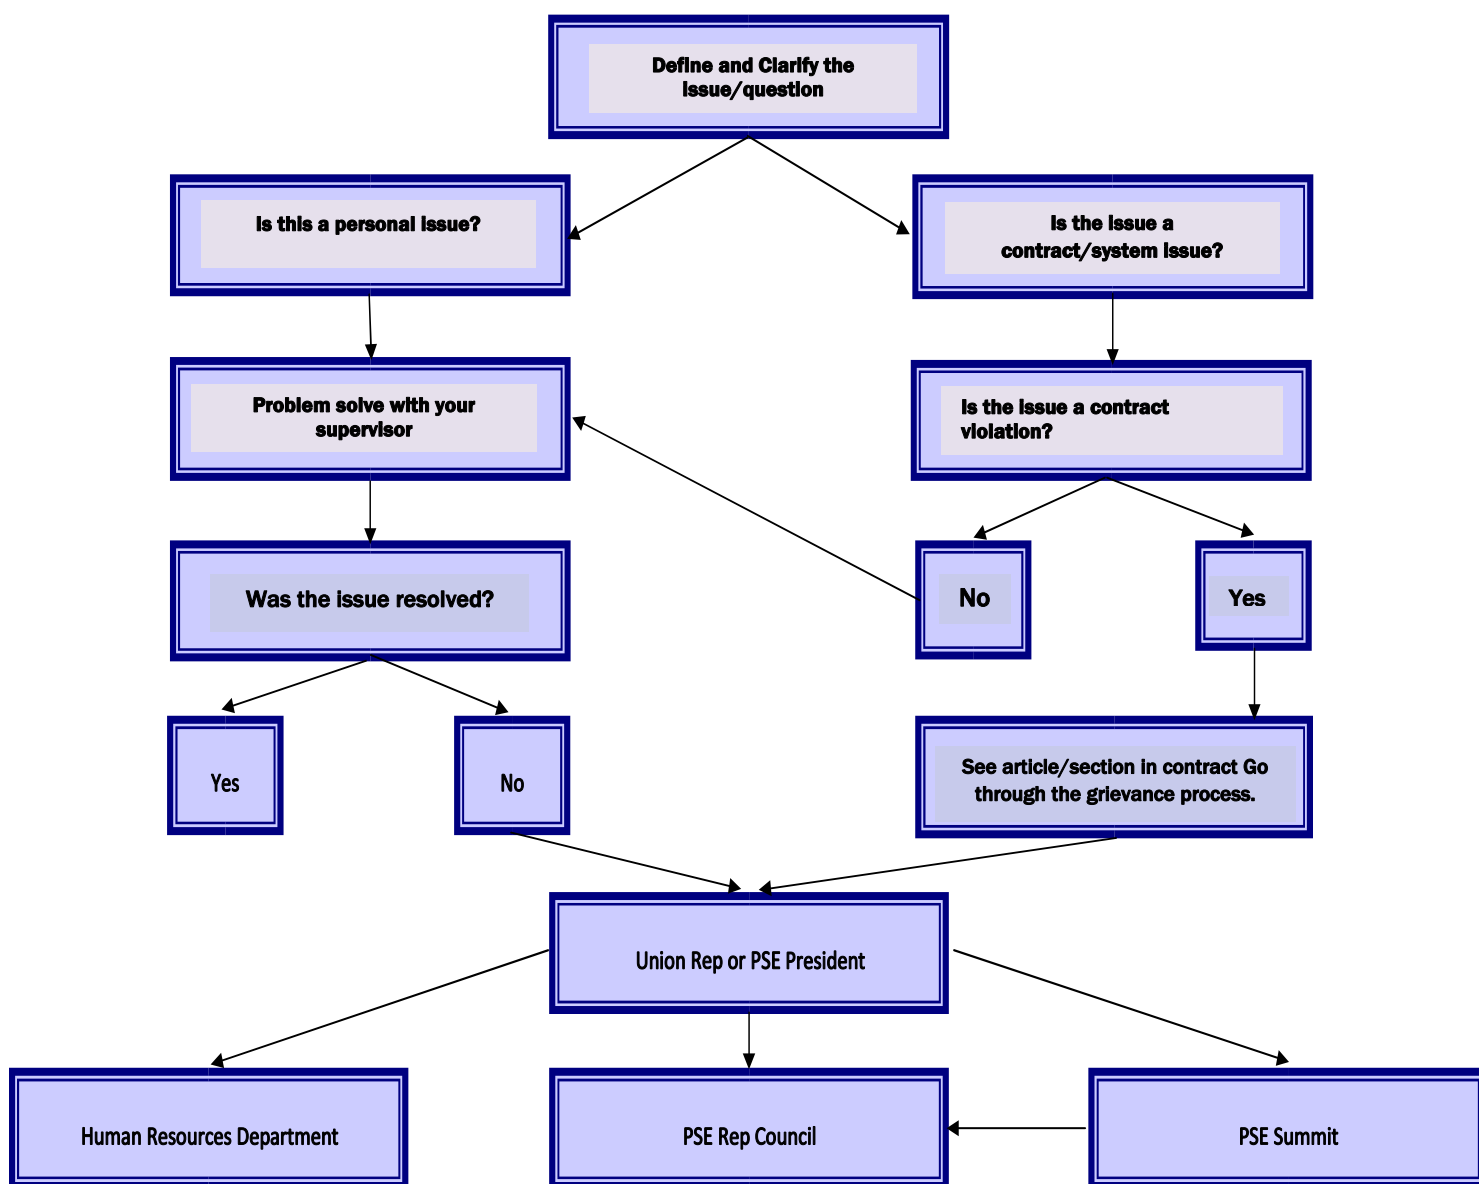 Define and Clarify the
issue/question
Is this a personal issue?
Is the issue a
contract/system issue?
Problem solve with your
supervisor
Is the issue a contract
violation?
Was the issue resolved?
No
Yes
Yes
No
See article/section in contract Go
through the grievance process.
Union Rep or PSE President
Human Resources Department
PSE Rep Council
PSE Summit